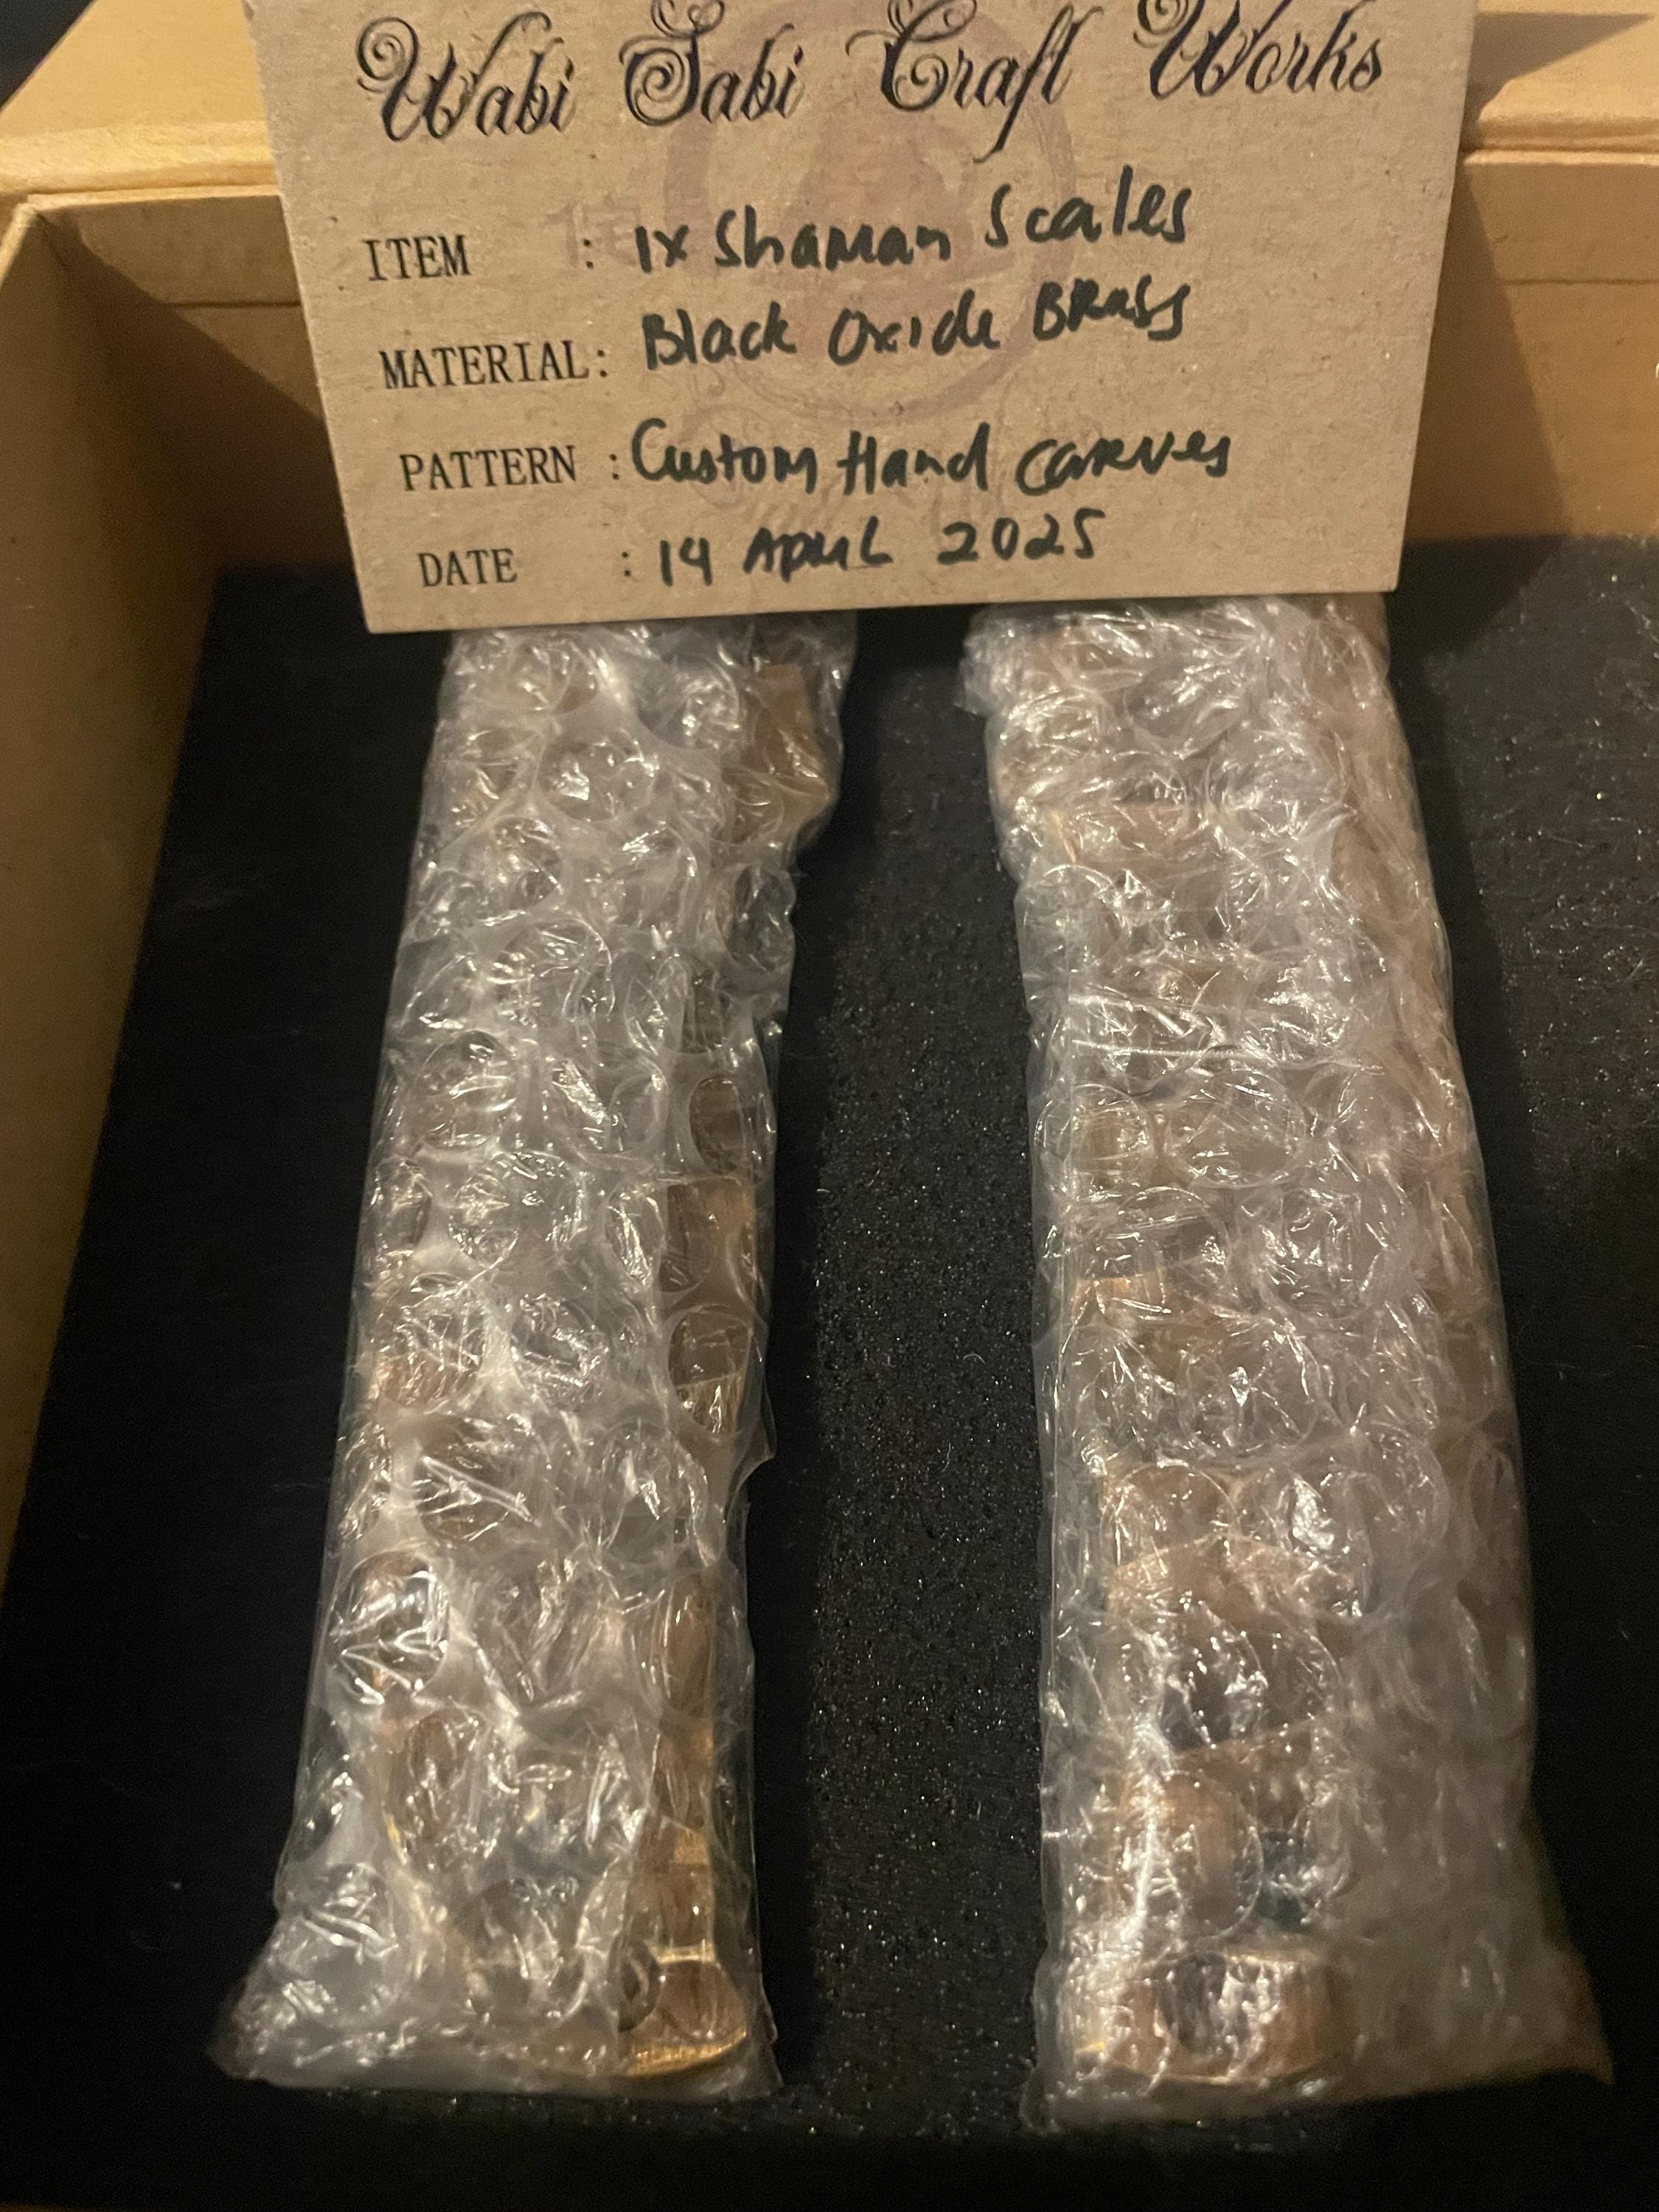 Wabi Sabi Craft Works
ITEM : 1x Shaman Scales
MATERIAL : Black Oxide BRass
PATTERN : Custom Hand carves
DATE : 14 April 2025